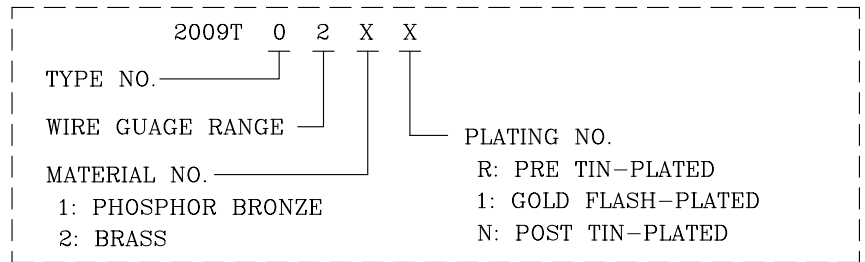 2009T 0 2 X X
TYPE NO.
WIRE GUAGE RANGE
MATERIAL NO.
1: PHOSPHOR BRONZE
2: BRASS
PLATING NO.
R: PRE TIN-PLATED
1: GOLD FLASH-PLATED
N: POST TIN-PLATED